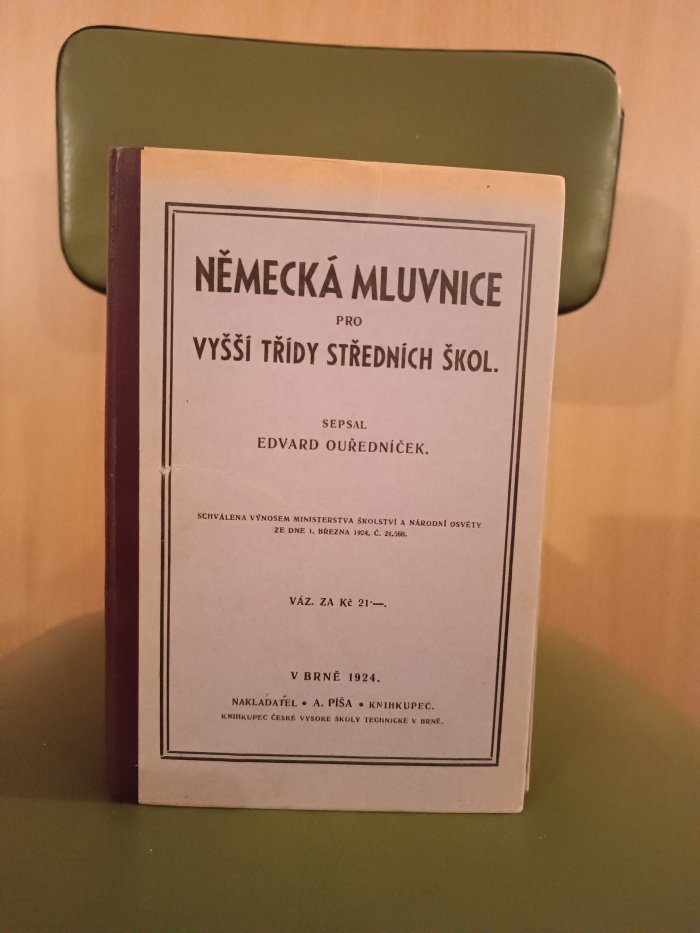 NĚMECKÁ MLUVNICE
PRO
VYŠŠÍ TŘÍDY STŘEDNÍCH ŠKOL.
SEPSAL
EDVARD OUŘEDNÍČEK.
SCHVÁLENA VÝNOSEM MINISTERSTVA ŠKOLSTVÍ A NÁRODNÍ OSVĚTY
ZE DNE 1. BŘEZNA 1924, Č. 24.560.
VÁZ. ZA Kč 21·—.
V BRNĚ 1924.
NAKLADATEL • A. PÍŠA • KNIHKUPEC.
KNIHKUPEC ČESKÉ VYSOKÉ ŠKOLY TECHNICKÉ V BRNĚ.